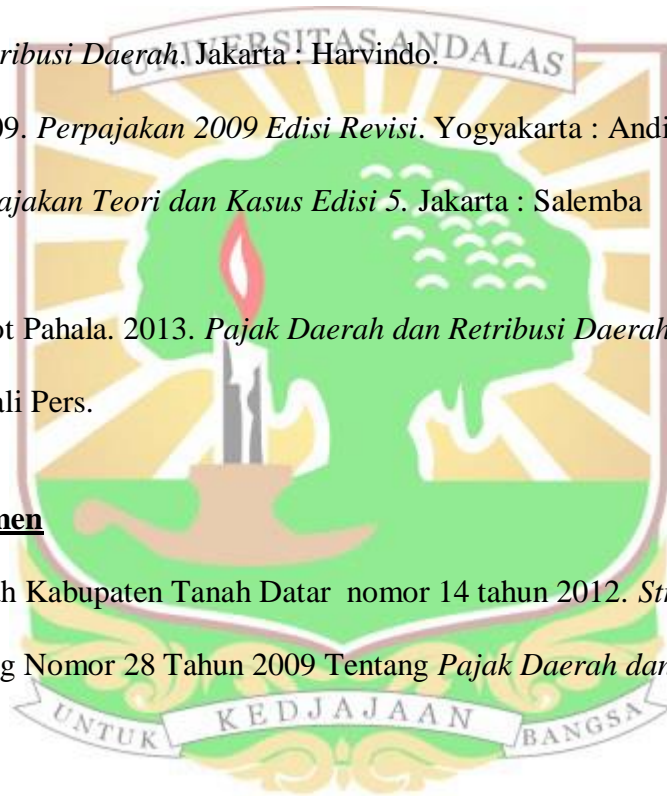 UNIVERSITAS ANDALAS
ribusi Daerah. Jakarta : Harvindo.
09. Perpajakan 2009 Edisi Revisi. Yogyakarta : Andi
ajakan Teori dan Kasus Edisi 5. Jakarta : Salemba
ot Pahala. 2013. Pajak Daerah dan Retribusi Daerah
ali Pers.
men
ah Kabupaten Tanah Datar nomor 14 tahun 2012. Str
g Nomor 28 Tahun 2009 Tentang Pajak Daerah dan
UNTUK KEDJAJAAN BANGSA